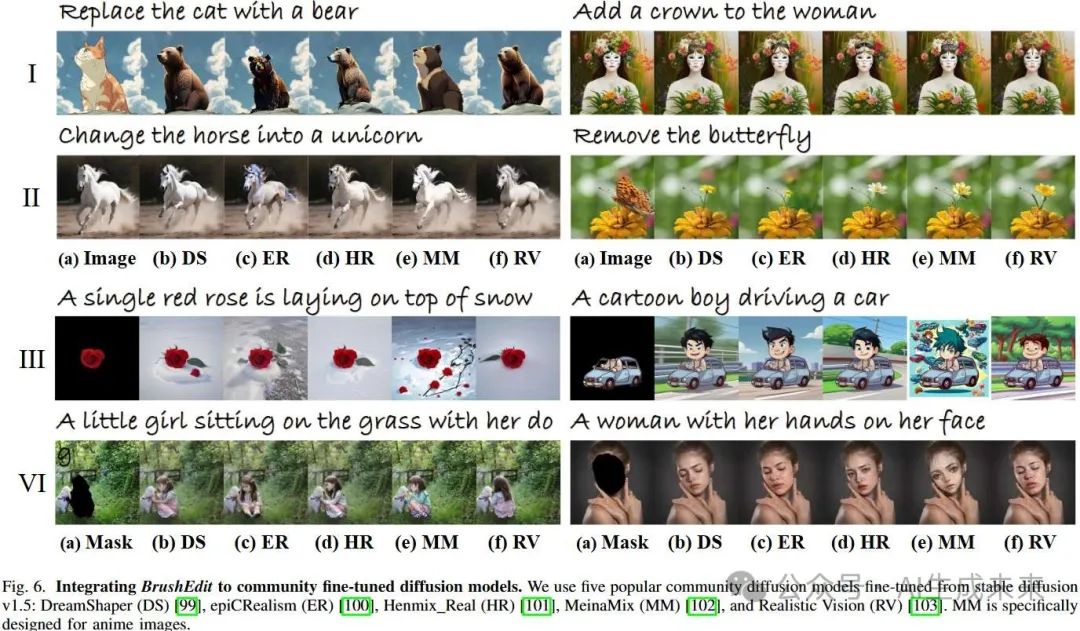 Replace the cat with a bear
Add a crown to the woman
I
Change the horse into a unicorn
Remove the butterfly
II
(a) Image (b) DS (c) ER (d) HR (e) MM (f) RV
(a) Image (b) DS (c) ER (d) HR (e) MM (f) RV
A single red rose is laying on top of snow
A cartoon boy driving a car
III
A little girl sitting on the grass with her do
A woman with her hands on her face
VI
(a) Mask (b) DS (c) ER (d) HR (e) MM (f) RV
(a) Mask (b) DS (c) ER (d) HR (e) MM (f) RV
Fig. 6. Integrating BrushEdit to community fine-tuned diffusion models. We use five popular community diffusion models fine-tuned from stable diffusion
v1.5: DreamShaper (DS) [99], epiCRealism (ER) [100], Henmix_Real (HR) [101], MeinaMix (MM) [102], and Realistic Vision (RV) [103]. MM is specifically
designed for anime images.
公众号 · AI生成未来